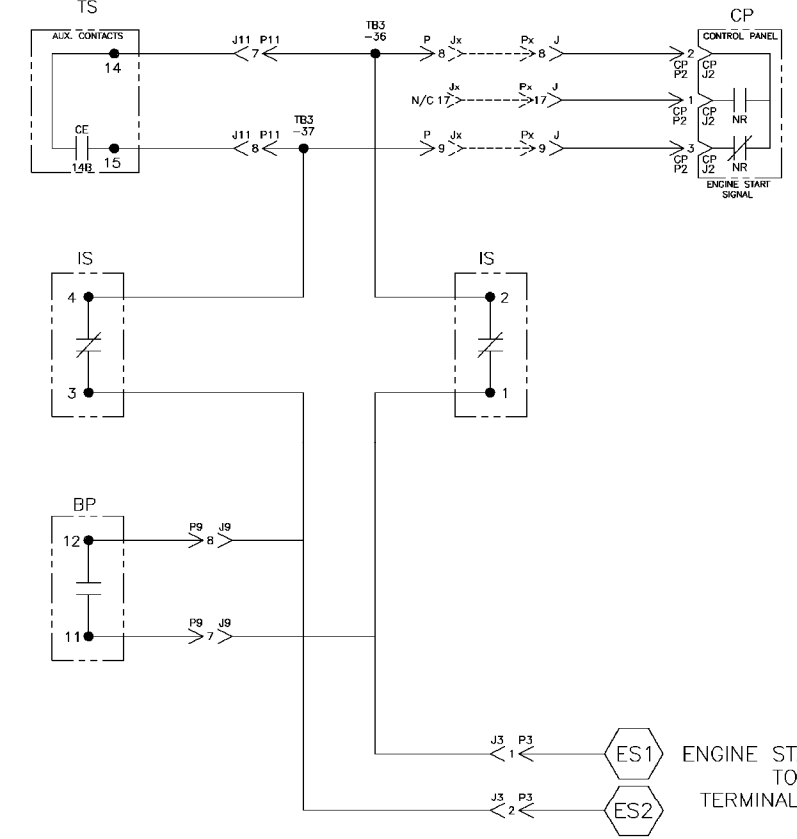 TS
CP
AUX. CONTACTS
14
J11 P11
7
TB3
-36
P
8
Jx
Px
8
J
2
CP
P2
CP
J2
CONTROL PANEL
N/C 17
Jx
Px
17
J
1
CP
P2
CP
J2
NR
CE
14B
15
J11 P11
8
TB3
-37
P
9
Jx
Px
9
J
3
CP
P2
CP
J2
NR
ENGINE START
SIGNAL
IS
4
3
IS
2
1
BP
12
P9 J9
8
11
P9 J9
7
J3 P3
1
ES1
ENGINE ST
TO
TERMINAL
J3 P3
2
ES2